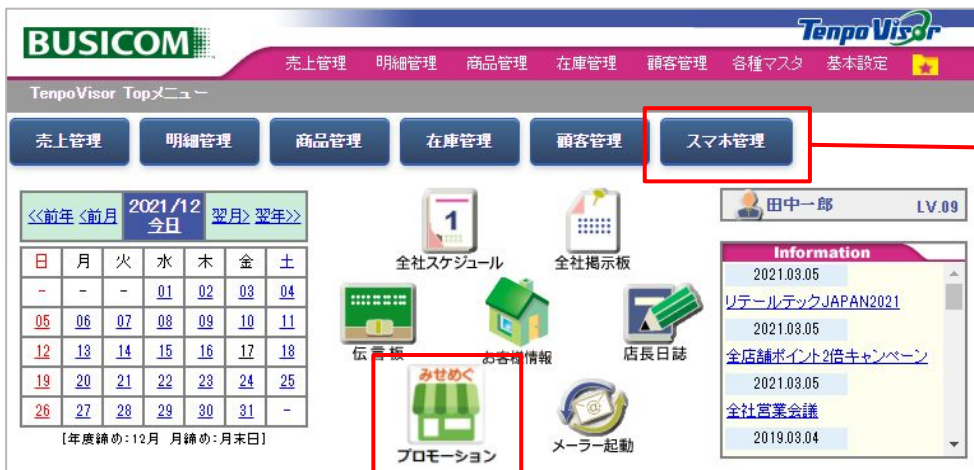 BUSICOM
TenpoVisor
売上管理 明細管理 商品管理 在庫管理 顧客管理 各種マスタ 基本設定
TenpoVisor Topメニュー
売上管理 明細管理 商品管理 在庫管理 顧客管理 スマホ管理
<<前年 <前月 2021/12 今日 翌月> 翌年>>
日 月 火 水 木 金 土
- - - 01 02 03 04
05 06 07 08 09 10 11
12 13 14 15 16 17 18
19 20 21 22 23 24 25
26 27 28 29 30 31 -
[年度締め:12月 月締め:月末日]
1
全社スケジュール 全社掲示板
伝言板 お客様情報 店長日誌
みせめぐ
プロモーション メーラー起動
田中一郎 LV.09
Information
2021.03.05
リテールテックJAPAN2021
2021.03.05
全店舗ポイント2倍キャンペーン
2021.03.05
全社営業会議
2019.03.04